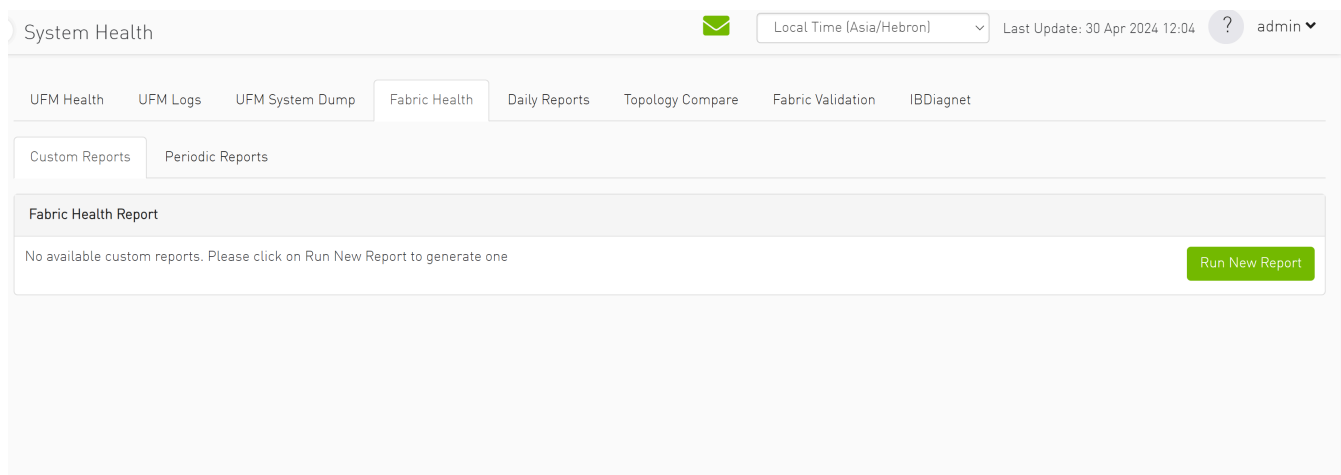 System Health
Local Time (Asia/Hebron)
Last Update: 30 Apr 2024 12:04
?
admin
UFM Health
UFM Logs
UFM System Dump
Fabric Health
Daily Reports
Topology Compare
Fabric Validation
IBDiagnet
Custom Reports
Periodic Reports
Fabric Health Report
No available custom reports. Please click on Run New Report to generate one
Run New Report